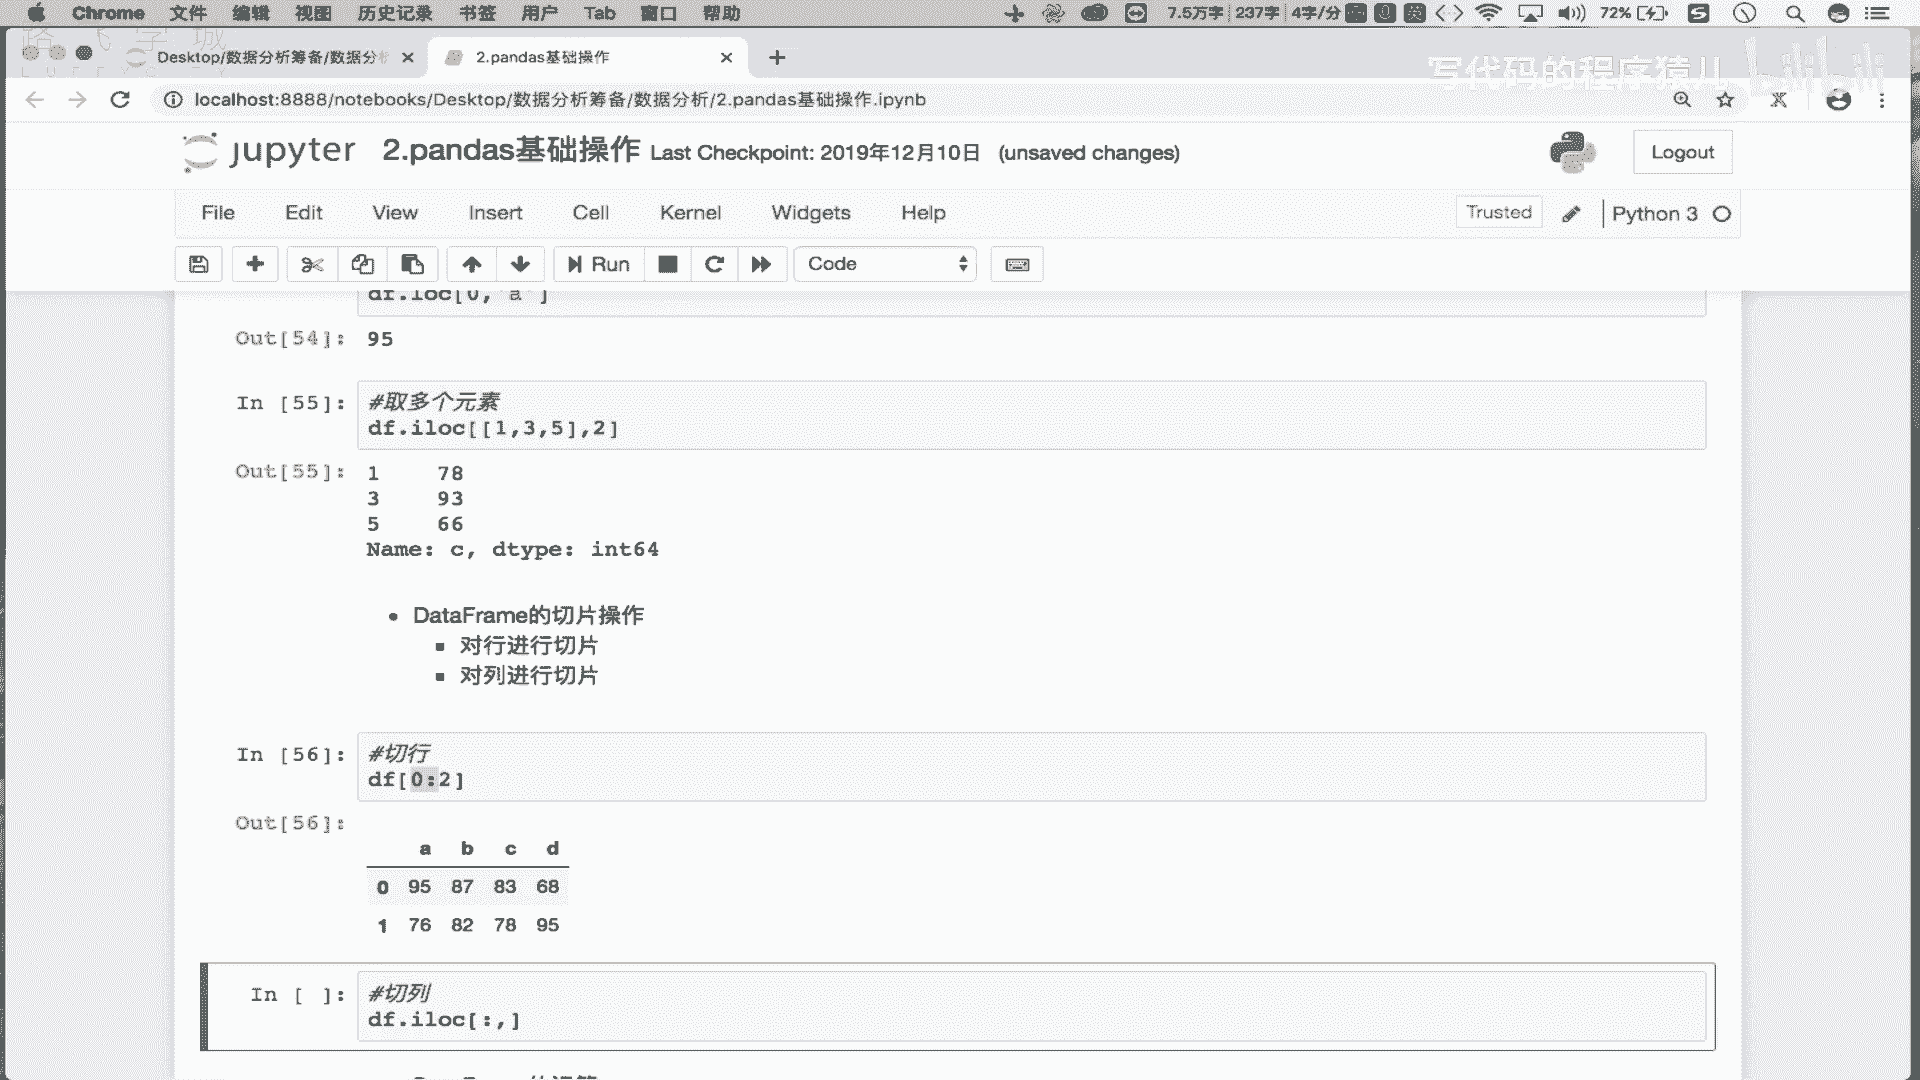 Chrome 文件 编辑 视图 历史记录 书签 用户 Tab 窗口 帮助 7.5万字 237字 4字/分 英 72%
Desktop/数据分析筹备/数据分析 2.pandas基础操作
写代码的程序猿儿 bilibili
localhost:8888/notebooks/Desktop/数据分析筹备/数据分析/2.pandas基础操作.ipynb
jupyter 2.pandas基础操作 Last Checkpoint: 2019年12月10日 (unsaved changes) Logout
File Edit View Insert Cell Kernel Widgets Help Trusted Python 3
Run Code
df.loc[0,'a']
Out[54]: 95
In [55]: #取多个元素
df.iloc[[1,3,5],2]
Out[55]: 1 78
3 93
5 66
Name: c, dtype: int64
DataFrame的切片操作
对行进行切片
对列进行切片
In [56]: #切行
df[0:2]
Out[56]:
a b c d
0 95 87 83 68
1 76 82 78 95
In [ ]: #切列
df.iloc[:,]